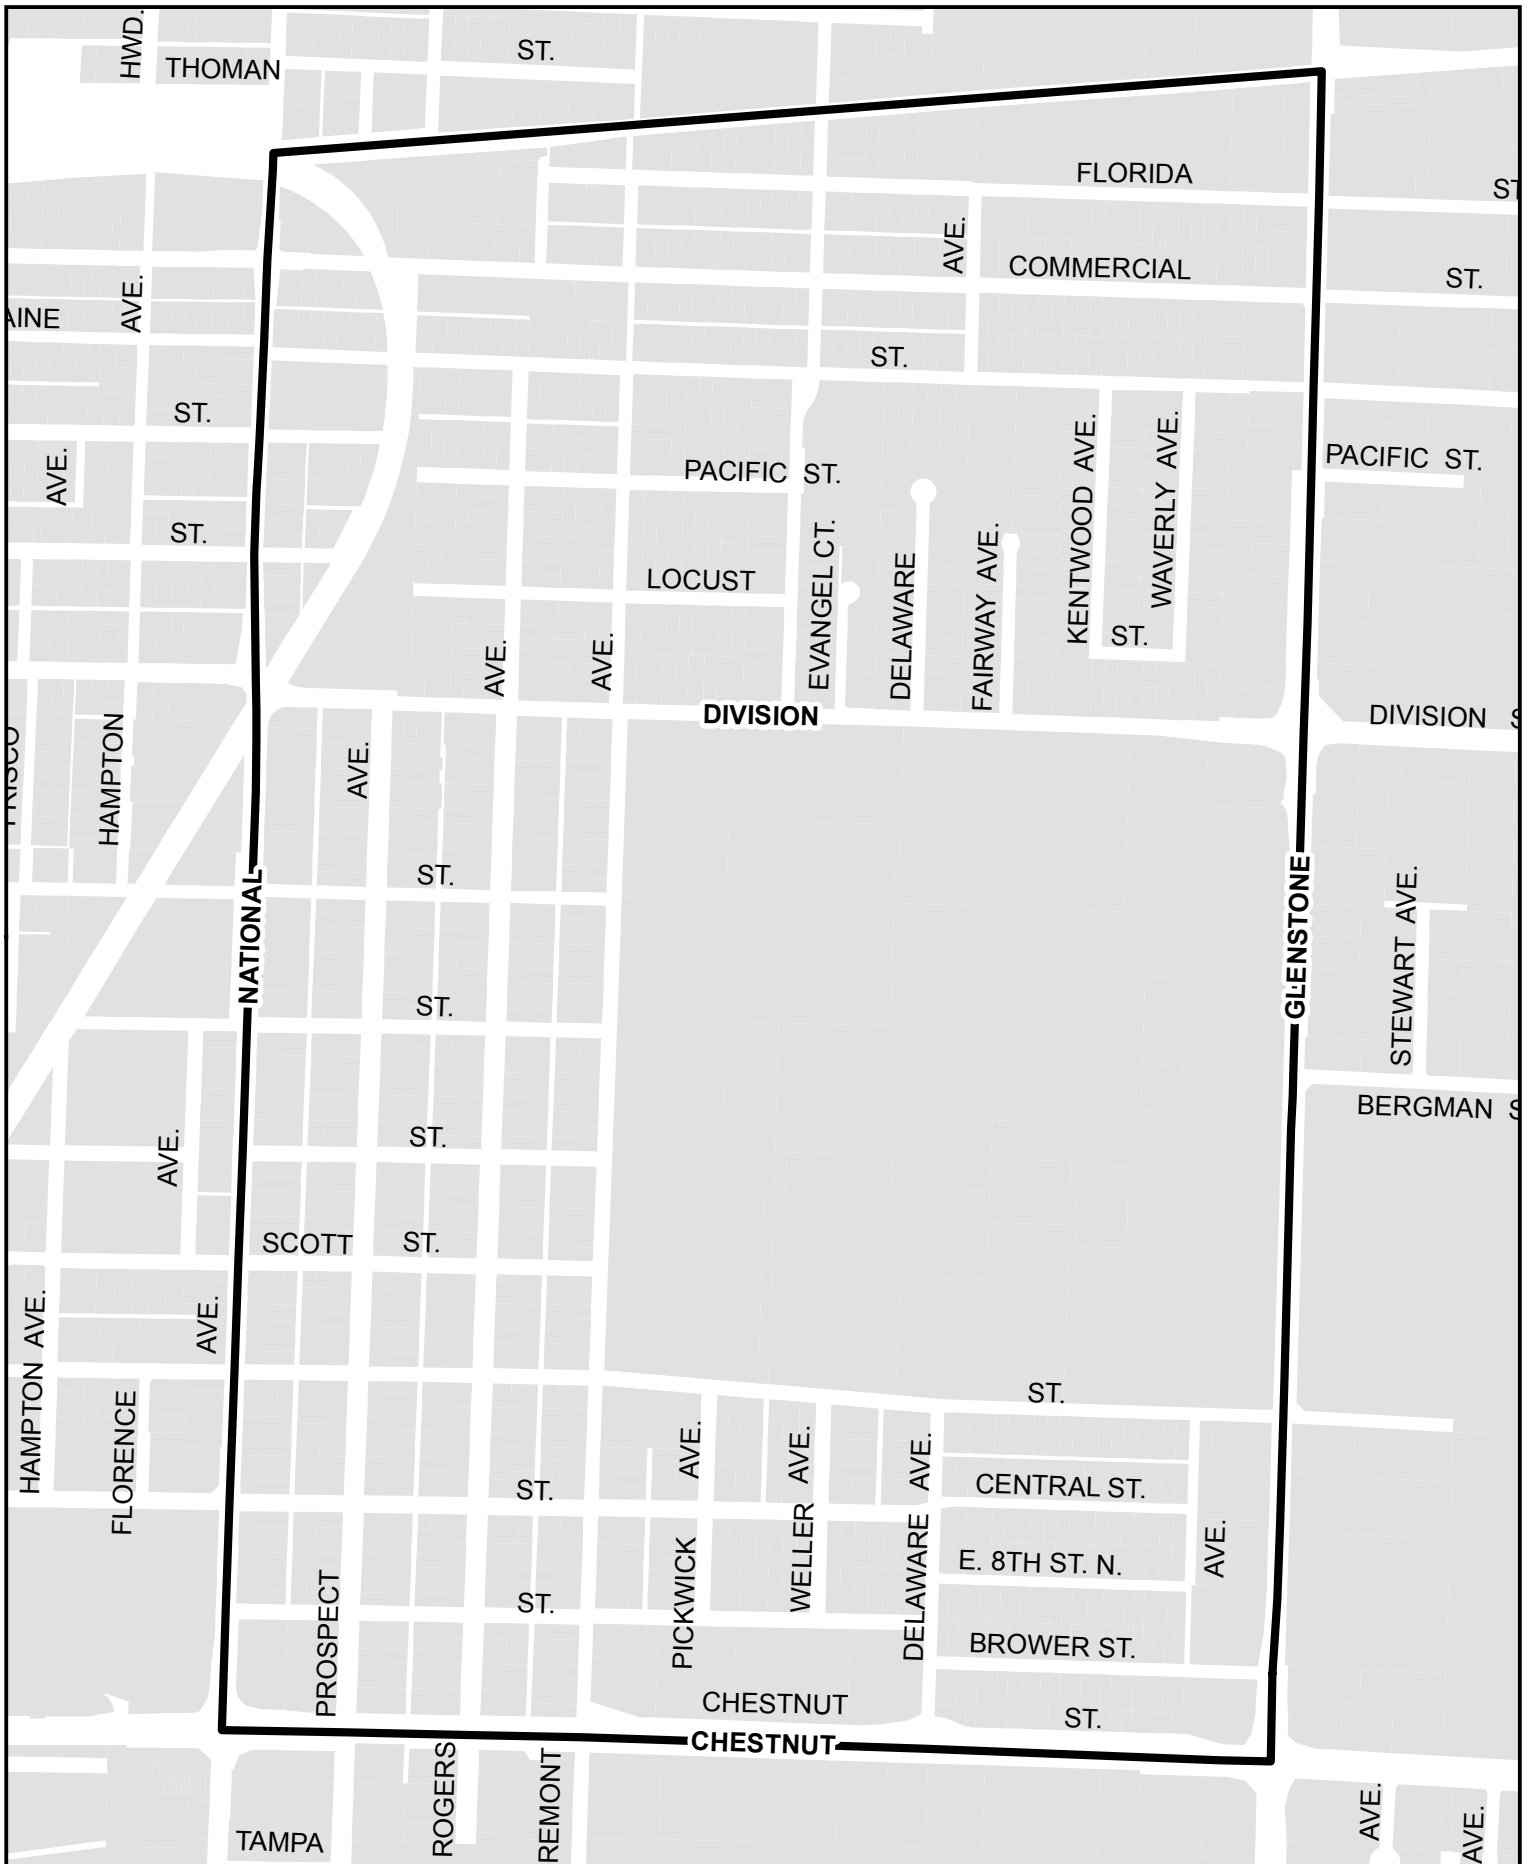 HWD.
ST.
THOMAN
FLORIDA
ST
AVE.
COMMERCIAL
ST.
AVE.
AINE
ST.
ST.
AVE.
PACIFIC ST.
KENTWOOD AVE.
WAVERLY AVE.
PACIFIC ST.
ST.
LOCUST
EVANGEL CT.
DELAWARE
FAIRWAY AVE.
ST.
AVE.
AVE.
DIVISION
DIVISION S
HAMPTON
AVE.
ST.
NATIONAL
GLENSTONE
STEWART AVE.
ST.
BERGMAN S
ST.
AVE.
SCOTT ST.
HAMPTON AVE.
AVE.
FLORENCE
ST.
AVE.
AVE.
AVE.
ST.
CENTRAL ST.
PICKWICK
WELLER
DELAWARE
E. 8TH ST. N.
AVE.
PROSPECT
ST.
BROWER ST.
CHESTNUT
ST.
CHESTNUT
ROGERS
REMONT
TAMPA
AVE.
AVE.